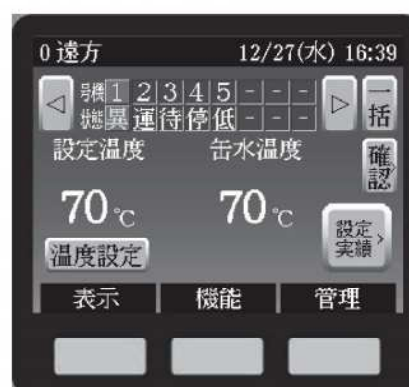 0 遠方 12/27(水) 16:39
◁ 号機 1 2 3 4 5 - - - ▷ 一括
状態 異 運 待 停 低 - - -
設定温度 缶水温度 確認
70℃ 70℃ 設定実績 ›
温度設定
表示 機能 管理